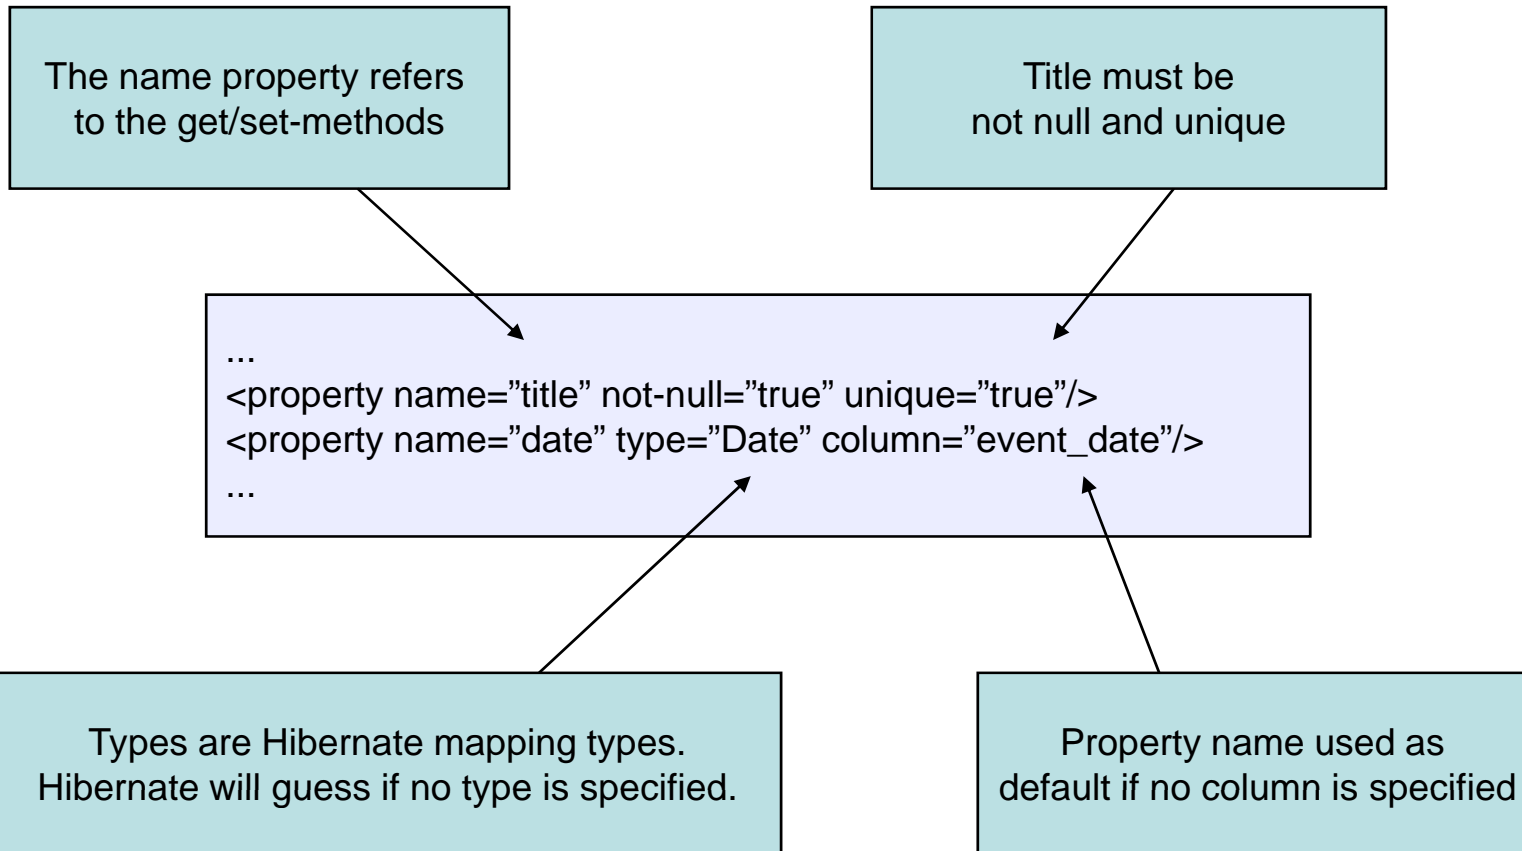 The name property refers
to the get/set-methods
Title must be
not null and unique
...
<property name=”title” not-null=”true” unique=”true”/>
<property name=”date” type=”Date” column=”event_date”/>
...
Types are Hibernate mapping types.
Hibernate will guess if no type is specified.
Property name used as
default if no column is specified